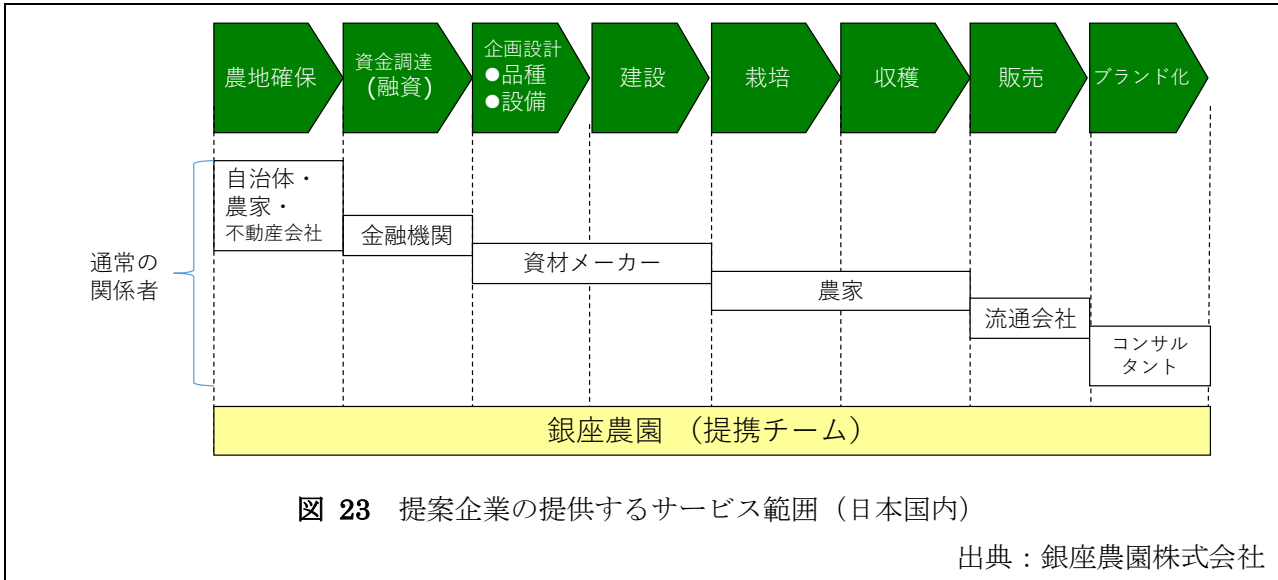 農地確保
資金調達
(融資)
企画設計
●品種
●設備
建設
栽培
収穫
販売
ブランド化
通常の
関係者
自治体・
農家・
不動産会社
金融機関
資材メーカー
農家
流通会社
コンサル
タント
銀座農園 （提携チーム）
図 23 提案企業の提供するサービス範囲（日本国内）
出典：銀座農園株式会社